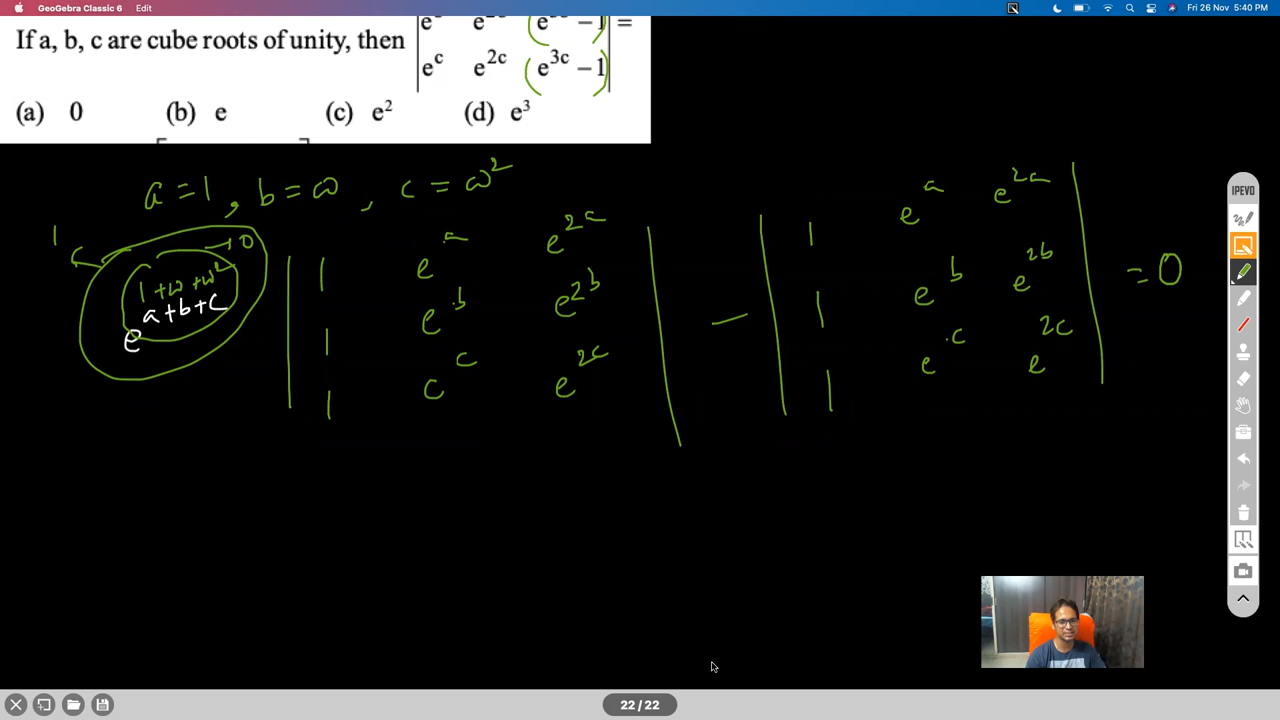 GeoGebra Classic 6 Edit Fri 26 Nov 5:40 PM
e e (e −1) =
If a, b, c are cube roots of unity, then
e^c e^2c (e^3c −1)
(a) 0 (b) e (c) e^2 (d) e^3
a = 1, b = ω, c = ω^2
1 e^a e^2a − 1 e^a e^2a = 0
1 e^b e^2b 1 e^b e^2b
1 c^c e^2c 1 e^c e^2c
1
→ 0
1+ω+ω^2
e^a+b+c
IPEVO
22 / 22